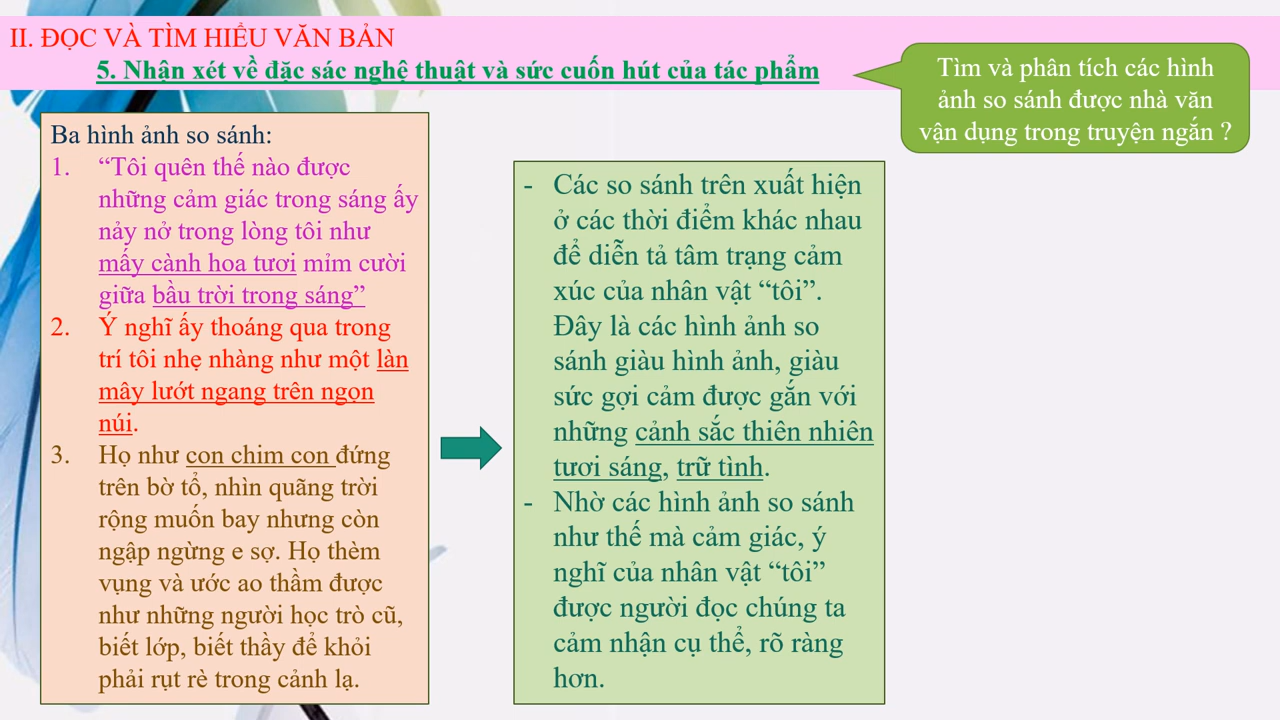 II. ĐỌC VÀ TÌM HIỂU VĂN BẢN
5. Nhận xét về đặc sác nghệ thuật và sức cuốn hút của tác phẩm
Tìm và phân tích các hình
ảnh so sánh được nhà văn
vận dụng trong truyện ngắn ?
Ba hình ảnh so sánh:
1. “Tôi quên thế nào được
những cảm giác trong sáng ấy
nảy nở trong lòng tôi như
mấy cành hoa tươi mỉm cười
giữa bầu trời trong sáng”
2. Ý nghĩ ấy thoáng qua trong
trí tôi nhẹ nhàng như một làn
mây lướt ngang trên ngọn
núi.
3. Họ như con chim con đứng
trên bờ tổ, nhìn quãng trời
rộng muốn bay nhưng còn
ngập ngừng e sợ. Họ thèm
vụng và ước ao thầm được
như những người học trò cũ,
biết lớp, biết thầy để khỏi
phải rụt rè trong cảnh lạ.
- Các so sánh trên xuất hiện
ở các thời điểm khác nhau
để diễn tả tâm trạng cảm
xúc của nhân vật “tôi”.
Đây là các hình ảnh so
sánh giàu hình ảnh, giàu
sức gợi cảm được gắn với
những cảnh sắc thiên nhiên
tươi sáng, trữ tình.
- Nhờ các hình ảnh so sánh
như thế mà cảm giác, ý
nghĩ của nhân vật “tôi”
được người đọc chúng ta
cảm nhận cụ thể, rõ ràng
hơn.